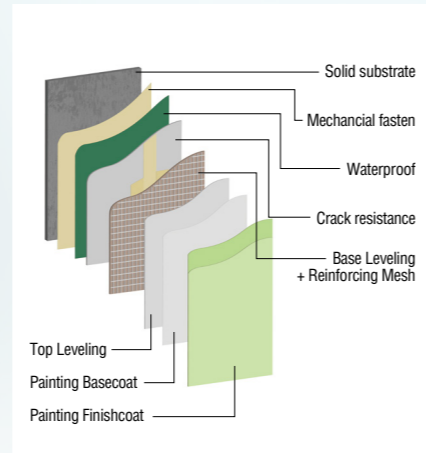 Solid substrate
Mechancial fasten
Waterproof
Crack resistance
Base Leveling
+ Reinforcing Mesh
Top Leveling
Painting Basecoat
Painting Finishcoat